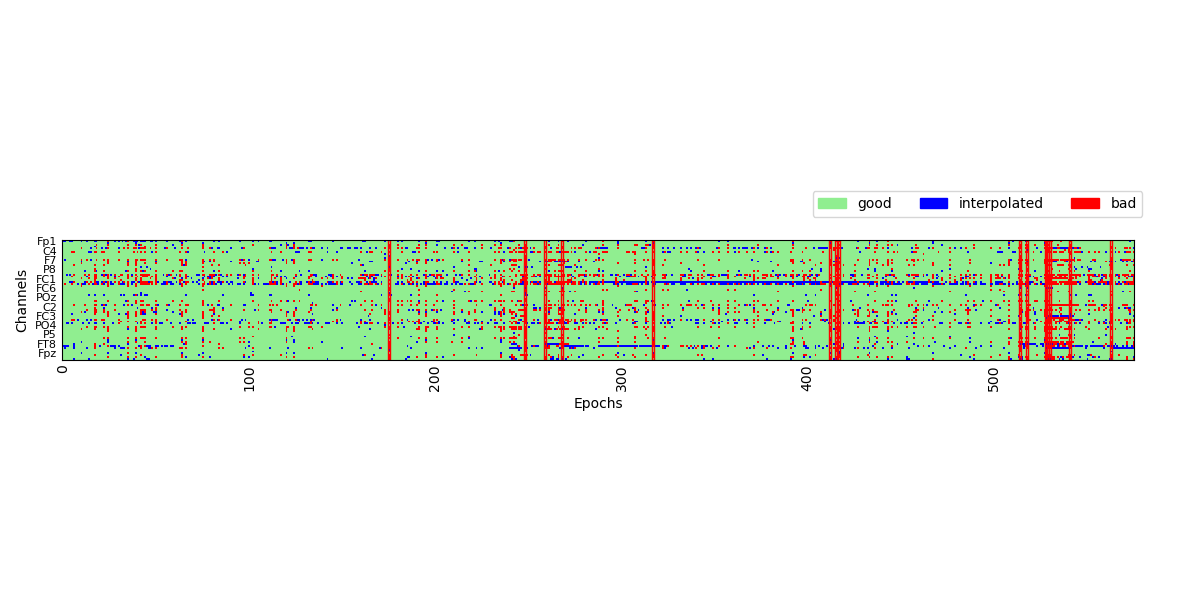 good interpolated bad
Fp1
C4
F7
P8
FC1
FC6
POz
C2
FC3
PO4
P5
FT8
Fpz
Channels
0 100 200 300 400 500
Epochs